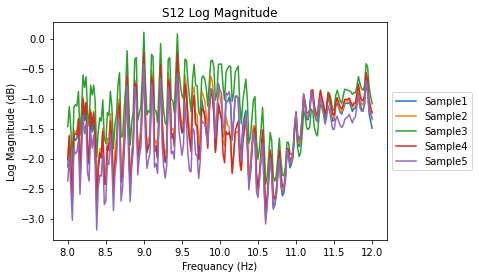 S12 Log Magnitude
Log Magnitude (dB)
0.0
−0.5
−1.0
−1.5
−2.0
−2.5
−3.0
8.0 8.5 9.0 9.5 10.0 10.5 11.0 11.5 12.0
Frequancy (Hz)
Sample1
Sample2
Sample3
Sample4
Sample5